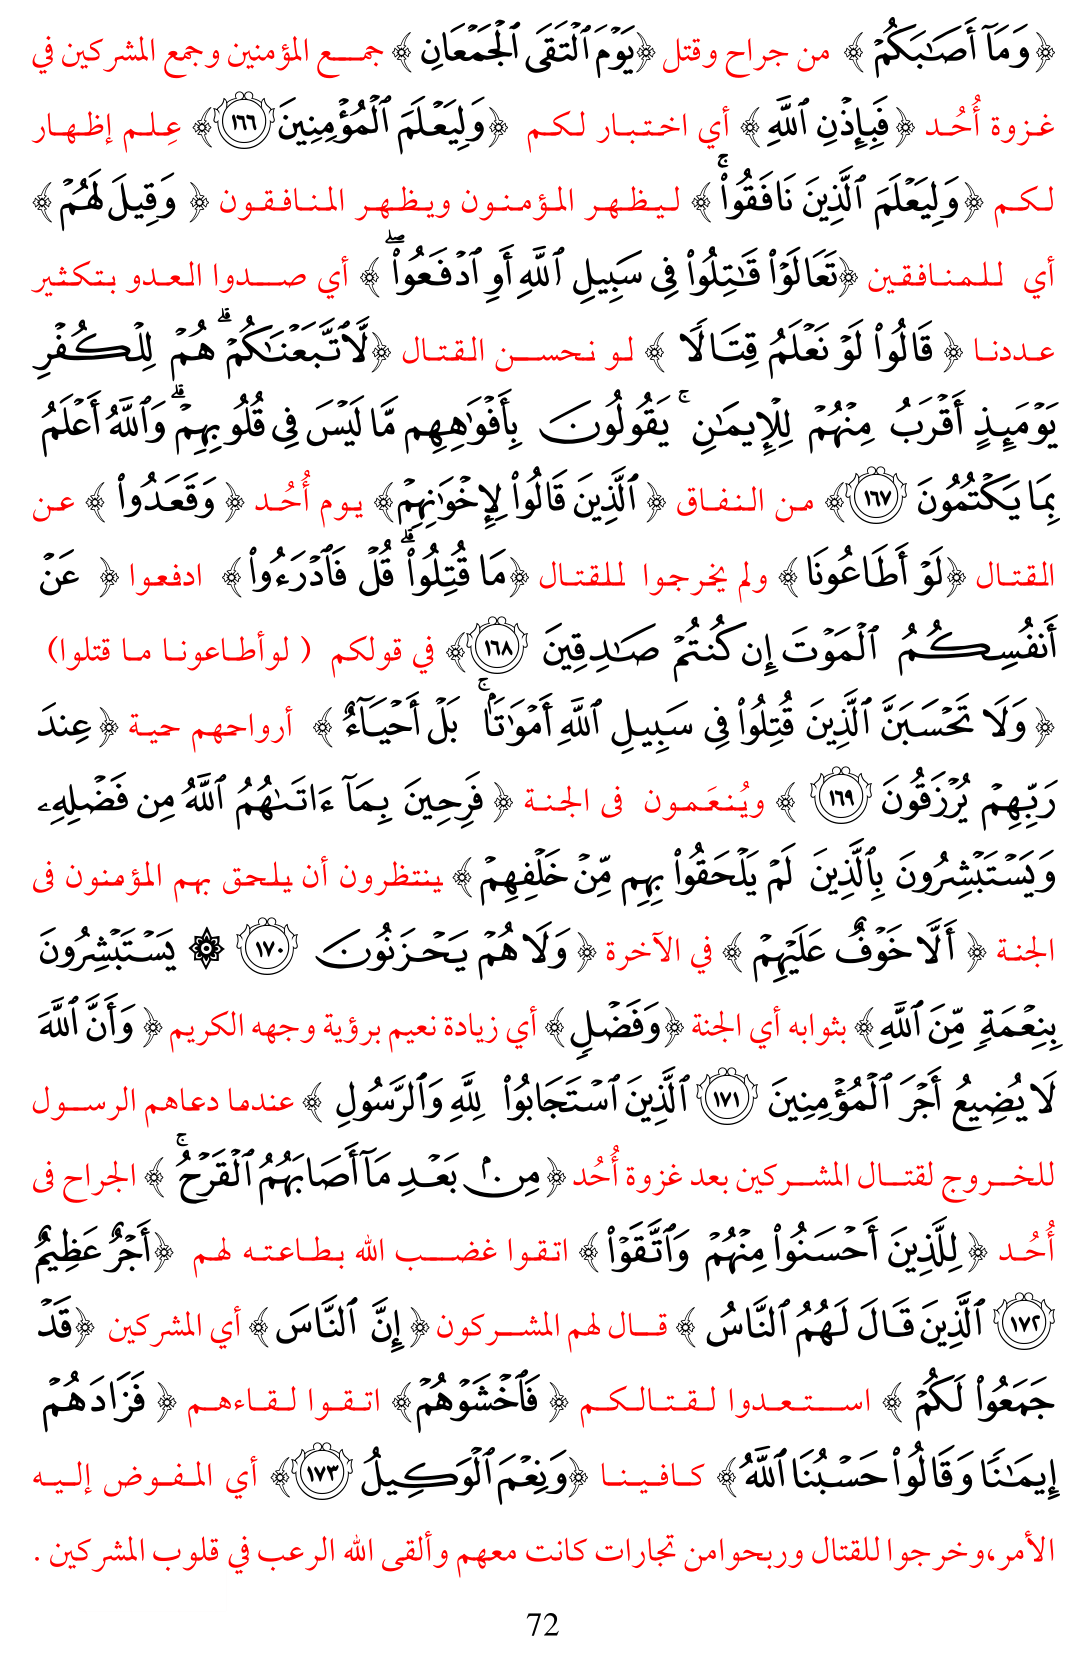 ﴿وَمَآ أَصَٰبَكُمۡ ﴾ من جراح وقتل ﴿يَوۡمَ ٱلۡتَقَى ٱلۡجَمۡعَانِ ﴾ جمع المؤمنين وجمع المشركين في
غزوة أُحُد ﴿ فَبِإِذۡنِ ٱللَّهِ ﴾ أي اختبار لكم ﴿وَلِيَعۡلَمَ ٱلۡمُؤۡمِنِينَ ١٦٦﴾ عِلم إظهار
لكم ﴿وَلِيَعۡلَمَ ٱلَّذِينَ نَافَقُواْۚ ﴾ ليظهر المؤمنون ويظهر المنافقون ﴿ وَقِيلَ لَهُمۡ ﴾
أي للمنافقين ﴿تَعَالَوۡاْ قَٰتِلُواْ فِي سَبِيلِ ٱللَّهِ أَوِ ٱدۡفَعُواْۖ ﴾ أي صدوا العدو بتكثير
عددنا ﴿ قَالُواْ لَوۡ نَعۡلَمُ قِتَالٗا ﴾ لو نحسن القتال ﴿لَّٱتَّبَعۡنَٰكُمۡۗ هُمۡ لِلۡكُفۡرِ
يَوۡمَئِذٍ أَقۡرَبُ مِنۡهُمۡ لِلۡإِيمَٰنِۚ يَقُولُونَ بِأَفۡوَٰهِهِم مَّا لَيۡسَ فِي قُلُوبِهِمۡۗ وَٱللَّهُ أَعۡلَمُ
بِمَا يَكۡتُمُونَ ١٦٧﴾ من النفاق ﴿ ٱلَّذِينَ قَالُواْ لِإِخۡوَٰنِهِمۡ﴾ يوم أُحُد ﴿ وَقَعَدُواْ ﴾ عن
القتال ﴿لَوۡ أَطَاعُونَا ﴾ ولم يخرجوا للقتال ﴿مَا قُتِلُواْۗ قُلۡ فَٱدۡرَءُواْ﴾ ادفعوا ﴿ عَنۡ
أَنفُسِكُمُ ٱلۡمَوۡتَ إِن كُنتُمۡ صَٰدِقِينَ ١٦٨﴾ في قولكم ( لوأطاعونا ما قتلوا)
﴿ وَلَا تَحۡسَبَنَّ ٱلَّذِينَ قُتِلُواْ فِي سَبِيلِ ٱللَّهِ أَمۡوَٰتَۢاۚ بَلۡ أَحۡيَآءٌ ﴾ أرواحهم حية ﴿ عِندَ
رَبِّهِمۡ يُرۡزَقُونَ ١٦٩ ﴾ ويُنعَمون فى الجنة ﴿ فَرِحِينَ بِمَآ ءَاتَىٰهُمُ ٱللَّهُ مِن فَضۡلِهِۦ
وَيَسۡتَبۡشِرُونَ بِٱلَّذِينَ لَمۡ يَلۡحَقُواْ بِهِم مِّنۡ خَلۡفِهِمۡ ﴾ ينتظرون أن يلحق بهم المؤمنون فى
الجنة ﴿ أَلَّا خَوۡفٌ عَلَيۡهِمۡ ﴾ في الآخرة ﴿ وَلَا هُمۡ يَحۡزَنُونَ ١٧٠ ۞ يَسۡتَبۡشِرُونَ
بِنِعۡمَةٖ مِّنَ ٱللَّهِ﴾ بثوابه أي الجنة ﴿وَفَضۡلٖ﴾ أي زيادة نعيم برؤية وجهه الكريم ﴿ وَأَنَّ ٱللَّهَ
لَا يُضِيعُ أَجۡرَ ٱلۡمُؤۡمِنِينَ ١٧١ ٱلَّذِينَ ٱسۡتَجَابُواْ لِلَّهِ وَٱلرَّسُولِ ﴾ عندما دعاهم الرسول
للخروج لقتال المشركين بعد غزوة أُحُد ﴿مِنۢ بَعۡدِ مَآ أَصَابَهُمُ ٱلۡقَرۡحُۚ ﴾ الجراح فى
أُحُد ﴿ لِلَّذِينَ أَحۡسَنُواْ مِنۡهُمۡ وَٱتَّقَوۡاْ ﴾ اتقوا غضب الله بطاعته لهم ﴿أَجۡرٌ عَظِيمٌ
١٧٢ ٱلَّذِينَ قَالَ لَهُمُ ٱلنَّاسُ ﴾ قال لهم المشركون ﴿ إِنَّ ٱلنَّاسَ ﴾ أي المشركين ﴿قَدۡ
جَمَعُواْ لَكُمۡ ﴾ استعدوا لقتالكم ﴿ فَٱخۡشَوۡهُمۡ﴾ اتقوا لقاءهم ﴿ فَزَادَهُمۡ
إِيمَٰنٗا وَقَالُواْ حَسۡبُنَا ٱللَّهُ ﴾ كافينا ﴿وَنِعۡمَ ٱلۡوَكِيلُ ١٧٣﴾ أي المفوض إليه
الأمر،وخرجوا للقتال وربحوامن تجارات كانت معهم وألقى الله الرعب في قلوب المشركين .
72